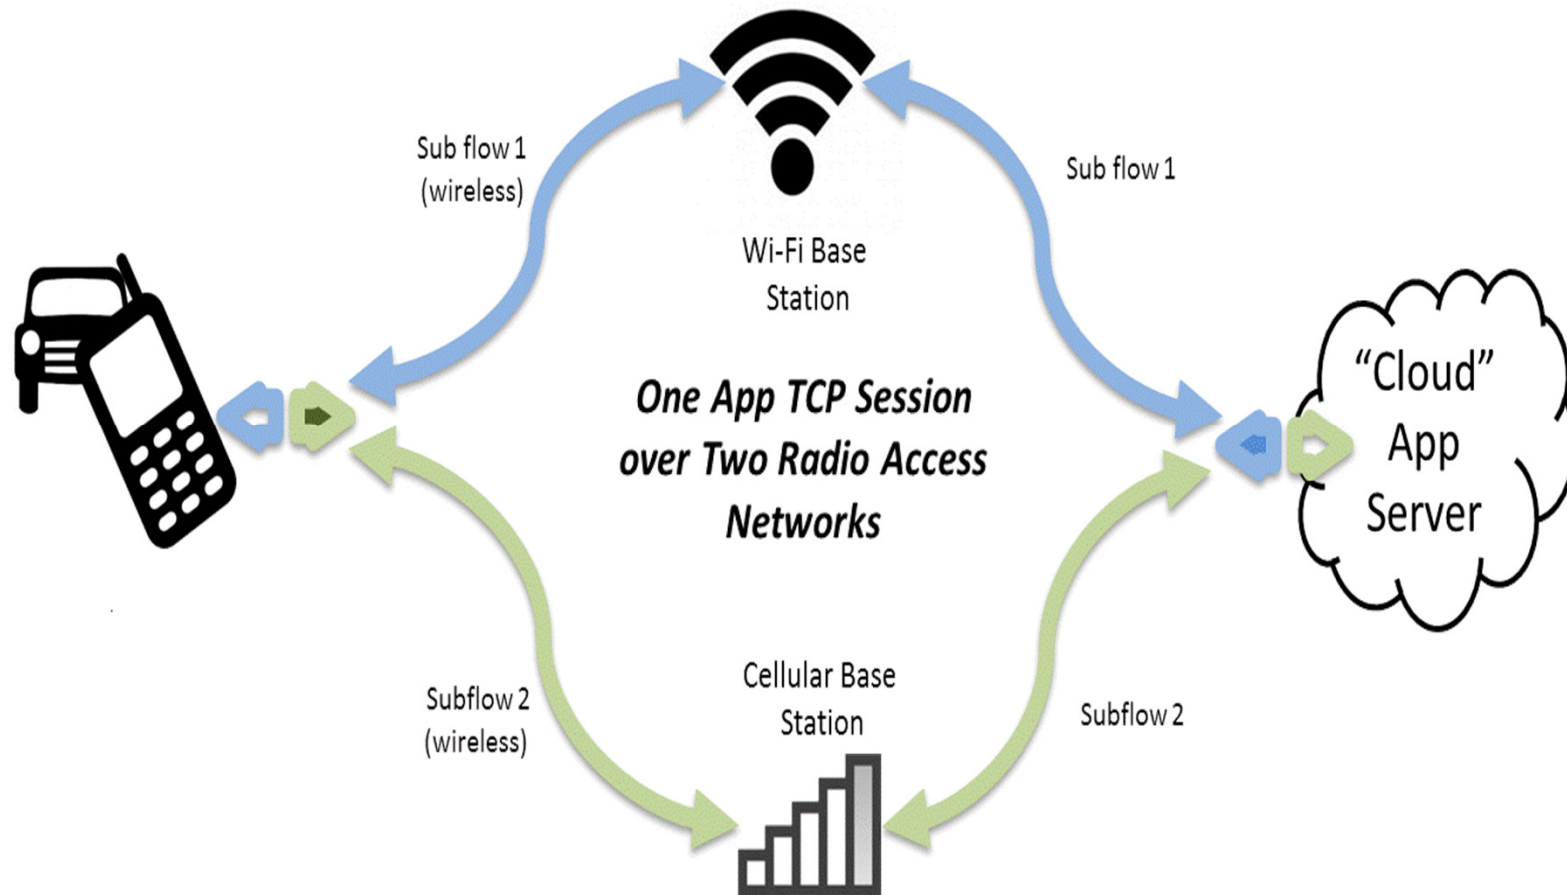 Sub flow 1
(wireless)
Sub flow 1
Wi-Fi Base
Station
One App TCP Session
over Two Radio Access
Networks
“Cloud”
App
Server
Subflow 2
(wireless)
Cellular Base
Station
Subflow 2